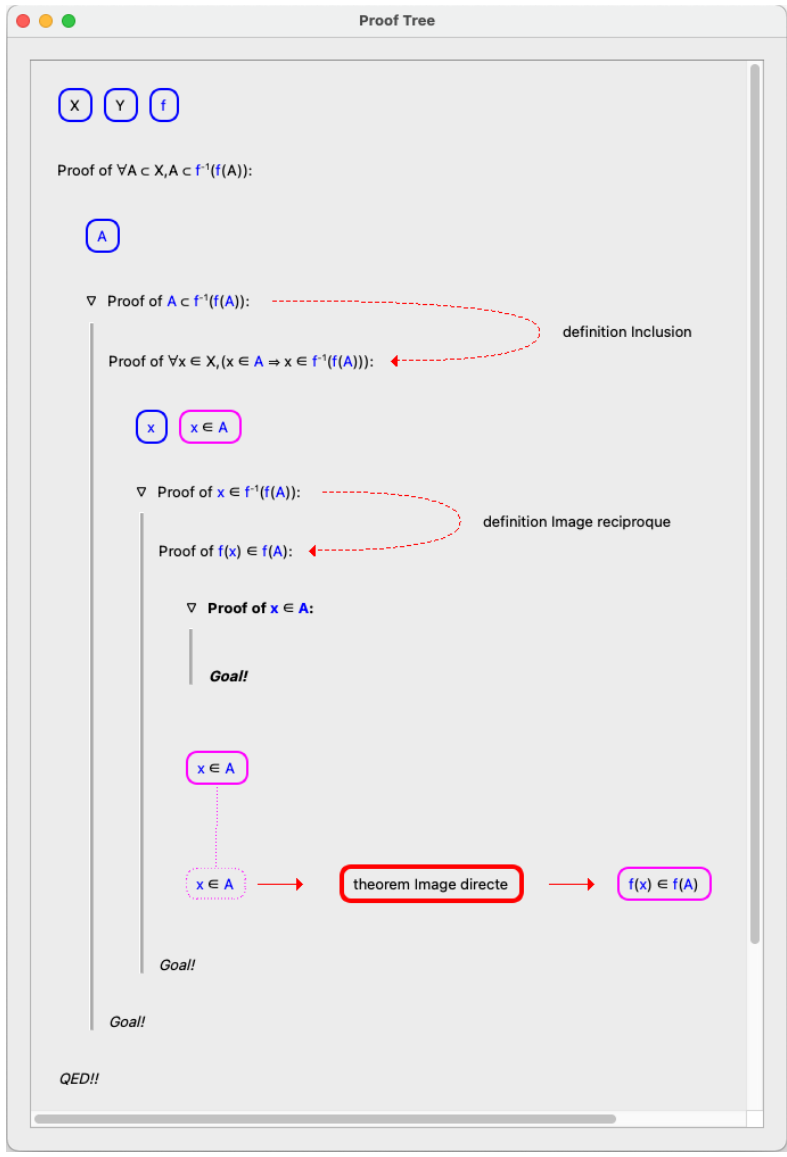 Proof Tree
X Y f
Proof of ∀A ⊂ X,A ⊂ f⁻¹(f(A)):
A
∇ Proof of A ⊂ f⁻¹(f(A)):
definition Inclusion
Proof of ∀x ∈ X,(x ∈ A ⇒ x ∈ f⁻¹(f(A))):
x x ∈ A
∇ Proof of x ∈ f⁻¹(f(A)):
definition Image reciproque
Proof of f(x) ∈ f(A):
∇ Proof of x ∈ A:
Goal!
x ∈ A
x ∈ A theorem Image directe f(x) ∈ f(A)
Goal!
Goal!
QED!!